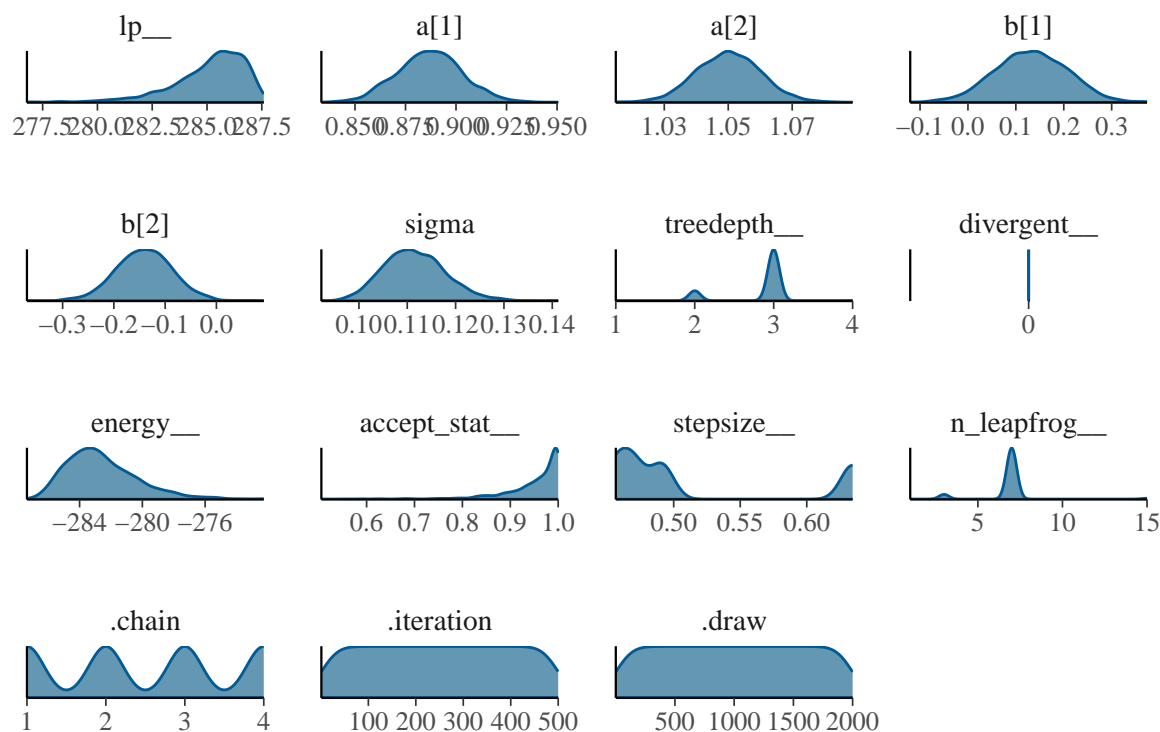 lp__ a[1] a[2] b[1]
277.5 280.0 282.5 285.0 287.5 0.850 0.875 0.900 0.925 0.950 1.03 1.05 1.07 −0.1 0.0 0.1 0.2 0.3
b[2] sigma treedepth__ divergent__
−0.3 −0.2 −0.1 0.0 0.10 0.11 0.12 0.13 0.14 1 2 3 4 0
energy__ accept_stat__ stepsize__ n_leapfrog__
−284 −280 −276 0.6 0.7 0.8 0.9 1.0 0.50 0.55 0.60 5 10 15
.chain .iteration .draw
1 2 3 4 100 200 300 400 500 500 1000 1500 2000